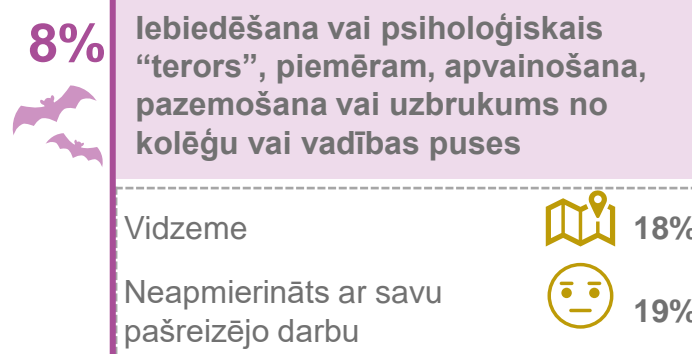 8%
Iebiedēšana vai psiholoģiskais
“terors”, piemēram, apvainošana,
pazemošana vai uzbrukums no
kolēģu vai vadības puses
Vidzeme 18%
Neapmierināts ar savu
pašreizējo darbu 19%